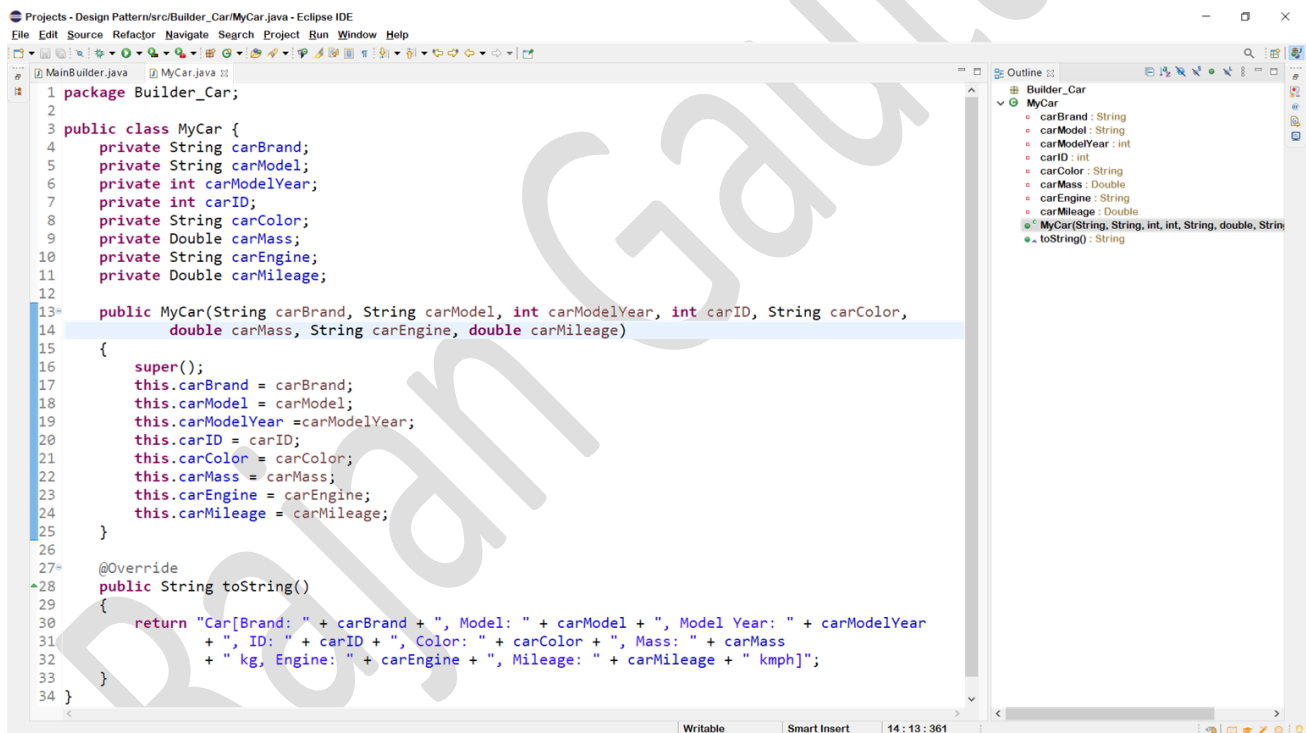 Projects - Design Pattern/src/Builder_Car/MyCar.java - Eclipse IDE
File Edit Source Refactor Navigate Search Project Run Window Help
MainBuilder.java MyCar.java
1 package Builder_Car;
2
3 public class MyCar {
4 private String carBrand;
5 private String carModel;
6 private int carModelYear;
7 private int carID;
8 private String carColor;
9 private Double carMass;
10 private String carEngine;
11 private Double carMileage;
12
13 public MyCar(String carBrand, String carModel, int carModelYear, int carID, String carColor,
14 double carMass, String carEngine, double carMileage)
15 {
16 super();
17 this.carBrand = carBrand;
18 this.carModel = carModel;
19 this.carModelYear =carModelYear;
20 this.carID = carID;
21 this.carColor = carColor;
22 this.carMass = carMass;
23 this.carEngine = carEngine;
24 this.carMileage = carMileage;
25 }
26
27 @Override
28 public String toString()
29 {
30 return "Car[Brand: " + carBrand + ", Model: " + carModel + ", Model Year: " + carModelYear
31 + ", ID: " + carID + ", Color: " + carColor + ", Mass: " + carMass
32 + " kg, Engine: " + carEngine + ", Mileage: " + carMileage + " kmph]";
33 }
34 }
Outline
Builder_Car
MyCar
carBrand : String
carModel : String
carModelYear : int
carID : int
carColor : String
carMass : Double
carEngine : String
carMileage : Double
MyCar(String, String, int, int, String, double, Strin
toString() : String
Writable Smart Insert 14 : 13 : 361
Rajan Gau